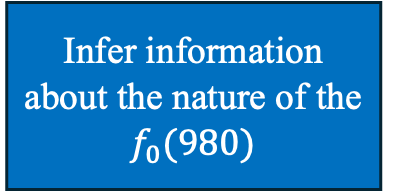 Infer information
about the nature of the
𝑓₀(980)